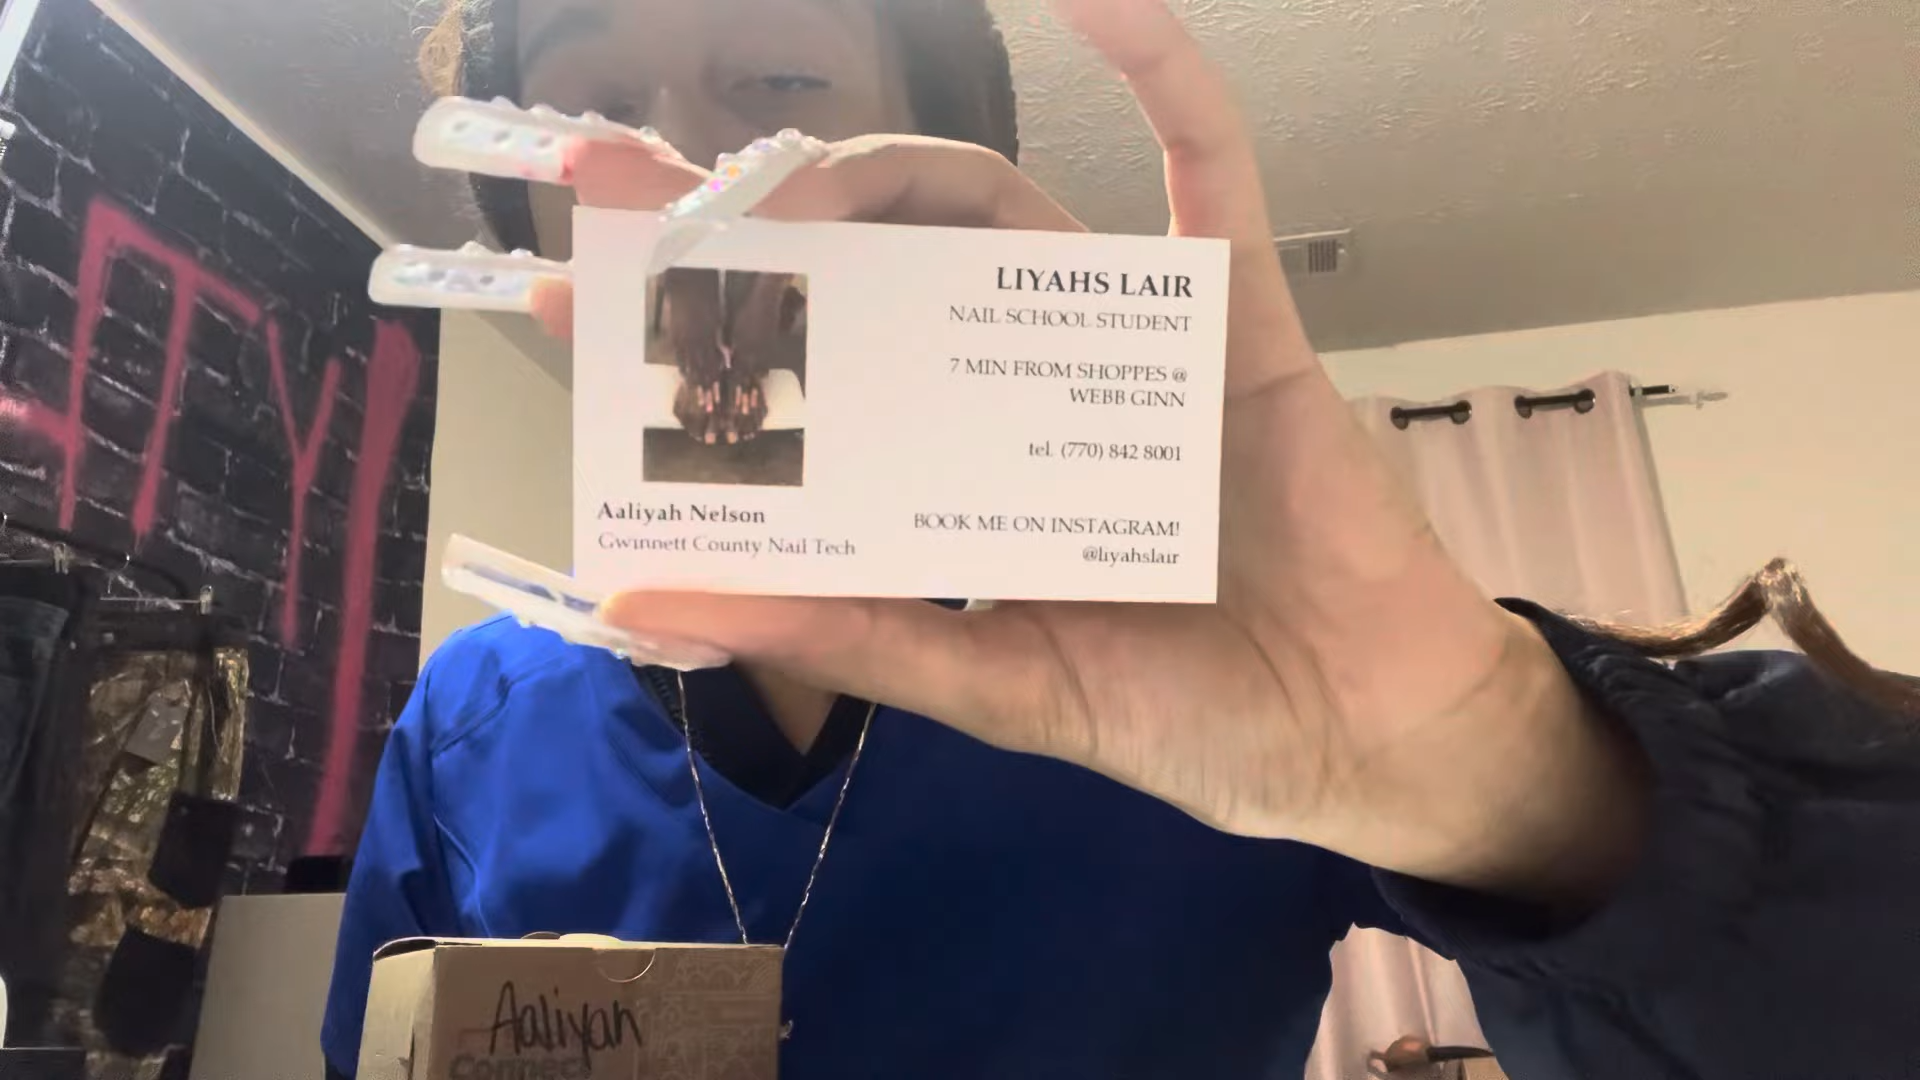 LIYAHS LAIR
NAIL SCHOOL STUDENT
7 MIN FROM SHOPPES @
WEBB GINN
tel. (770) 842 8001
Aaliyah Nelson
Gwinnett County Nail Tech
BOOK ME ON INSTAGRAM!
@liyahslair
Aaliyah
Connec